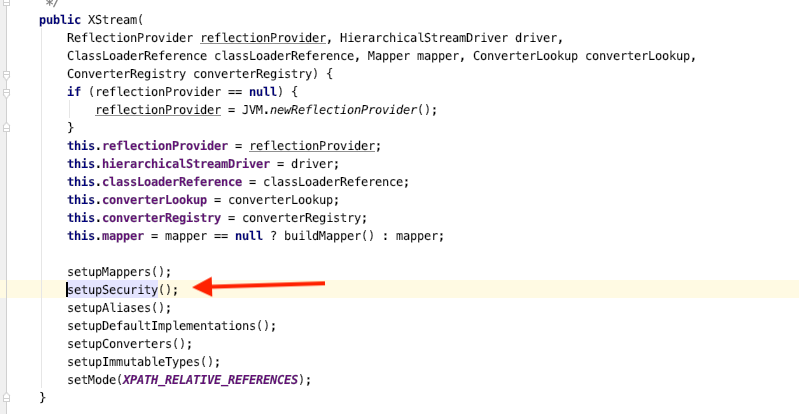 */
public XStream(
ReflectionProvider reflectionProvider, HierarchicalStreamDriver driver,
ClassLoaderReference classLoaderReference, Mapper mapper, ConverterLookup converterLookup,
ConverterRegistry converterRegistry) {
if (reflectionProvider == null) {
reflectionProvider = JVM.newReflectionProvider();
}
this.reflectionProvider = reflectionProvider;
this.hierarchicalStreamDriver = driver;
this.classLoaderReference = classLoaderReference;
this.converterLookup = converterLookup;
this.converterRegistry = converterRegistry;
this.mapper = mapper == null ? buildMapper() : mapper;
setupMappers();
setupSecurity();
setupAliases();
setupDefaultImplementations();
setupConverters();
setupImmutableTypes();
setMode(XPATH_RELATIVE_REFERENCES);
}